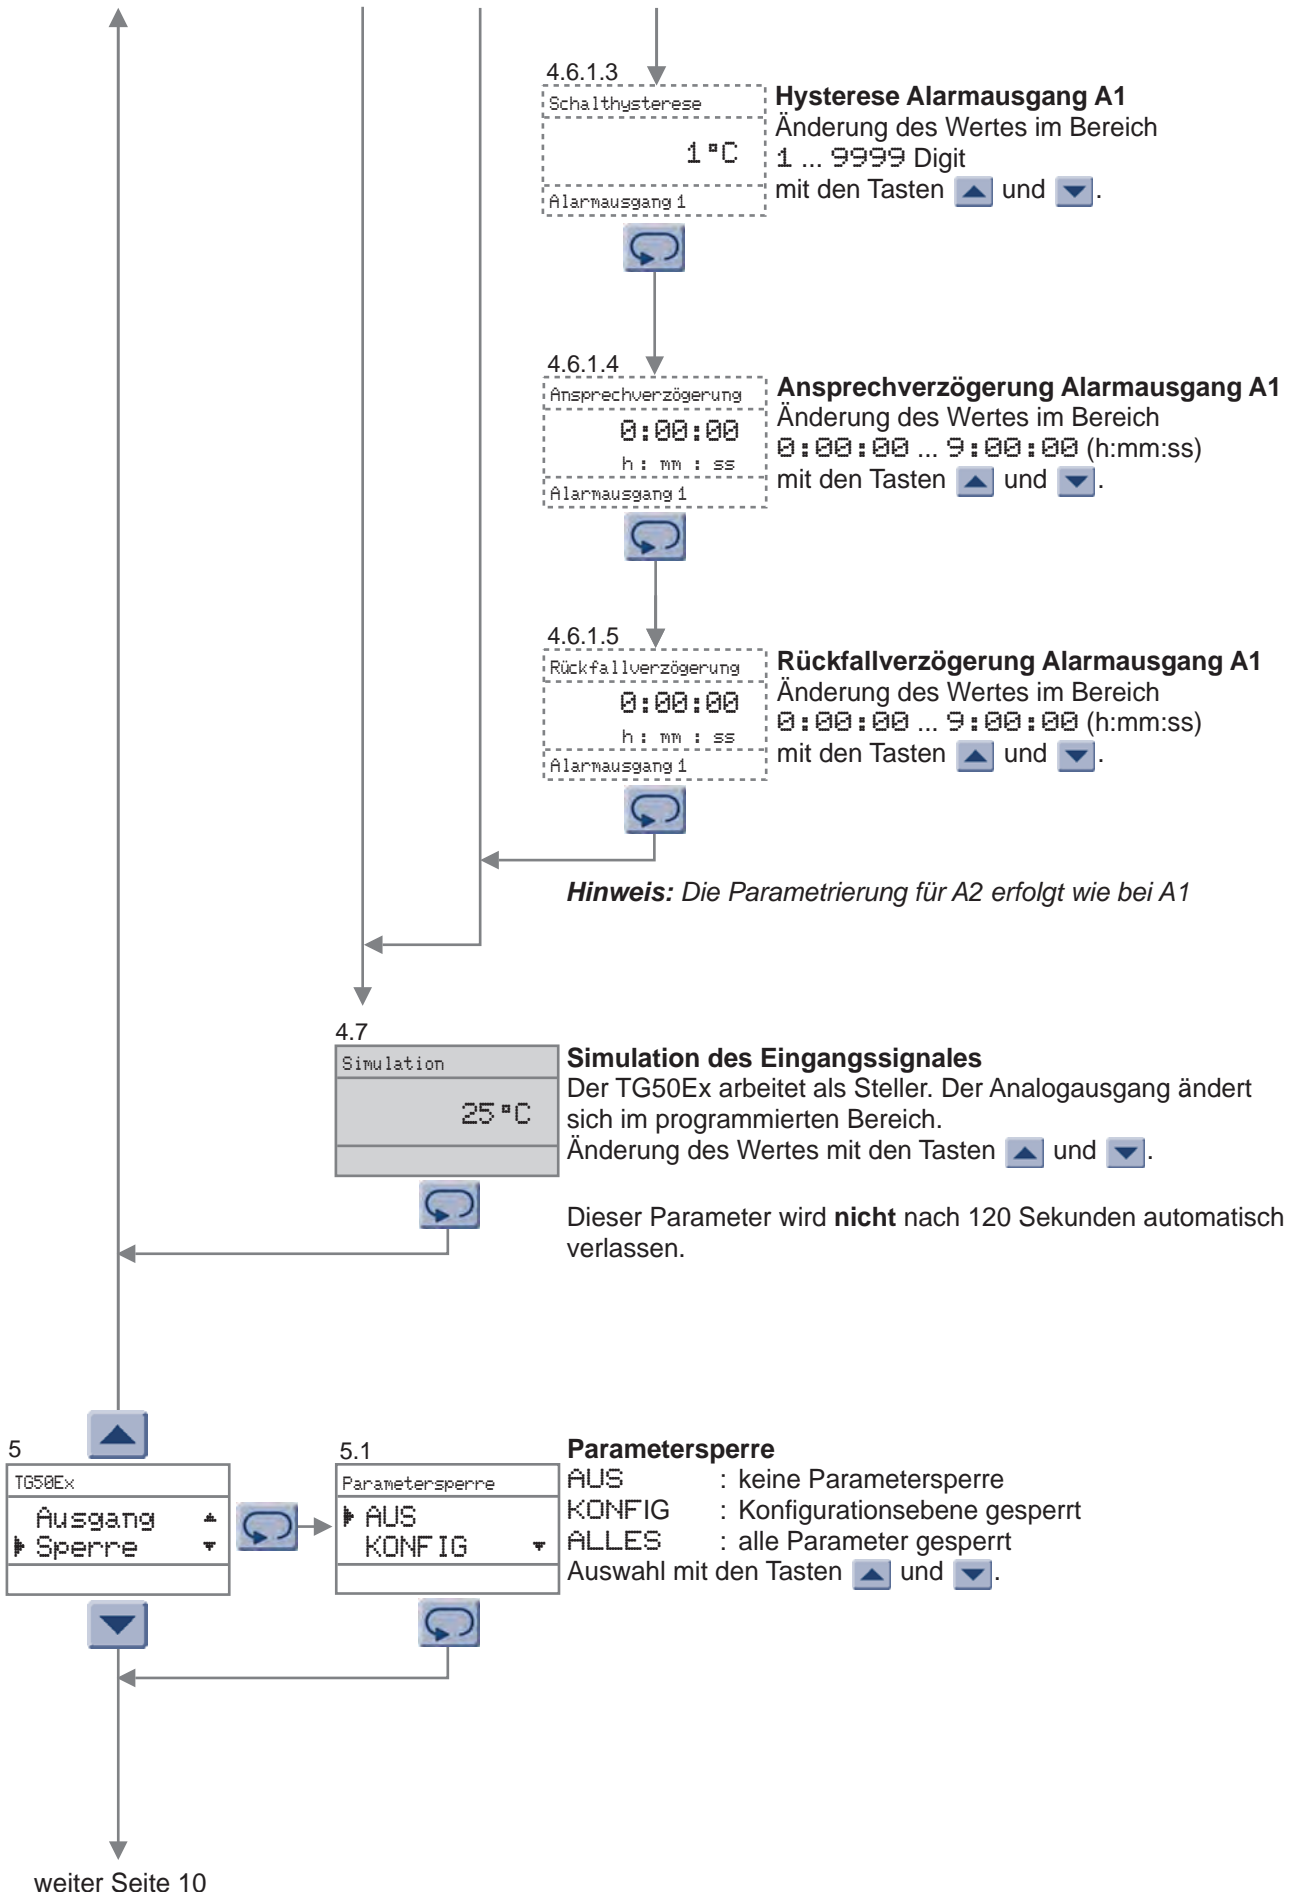 4.6.1.3
Schalthysterese
1°C
Alarmausgang 1
Hysterese Alarmausgang A1
Änderung des Wertes im Bereich
1 ... 9999 Digit
mit den Tasten und .
4.6.1.4
Ansprechverzögerung
0:00:00
h : mm : ss
Alarmausgang 1
Ansprechverzögerung Alarmausgang A1
Änderung des Wertes im Bereich
0:00:00 ... 9:00:00 (h:mm:ss)
mit den Tasten und .
4.6.1.5
Rückfallverzögerung
0:00:00
h : mm : ss
Alarmausgang 1
Rückfallverzögerung Alarmausgang A1
Änderung des Wertes im Bereich
0:00:00 ... 9:00:00 (h:mm:ss)
mit den Tasten und .
Hinweis: Die Parametrierung für A2 erfolgt wie bei A1
4.7
Simulation
25°C
Simulation des Eingangssignales
Der TG50Ex arbeitet als Steller. Der Analogausgang ändert
sich im programmierten Bereich.
Änderung des Wertes mit den Tasten und .
Dieser Parameter wird nicht nach 120 Sekunden automatisch
verlassen.
5
TG50Ex
Ausgang
Sperre
5.1
Parametersperre
AUS
KONFIG
Parametersperre
AUS : keine Parametersperre
KONFIG : Konfigurationsebene gesperrt
ALLES : alle Parameter gesperrt
Auswahl mit den Tasten und .
weiter Seite 10